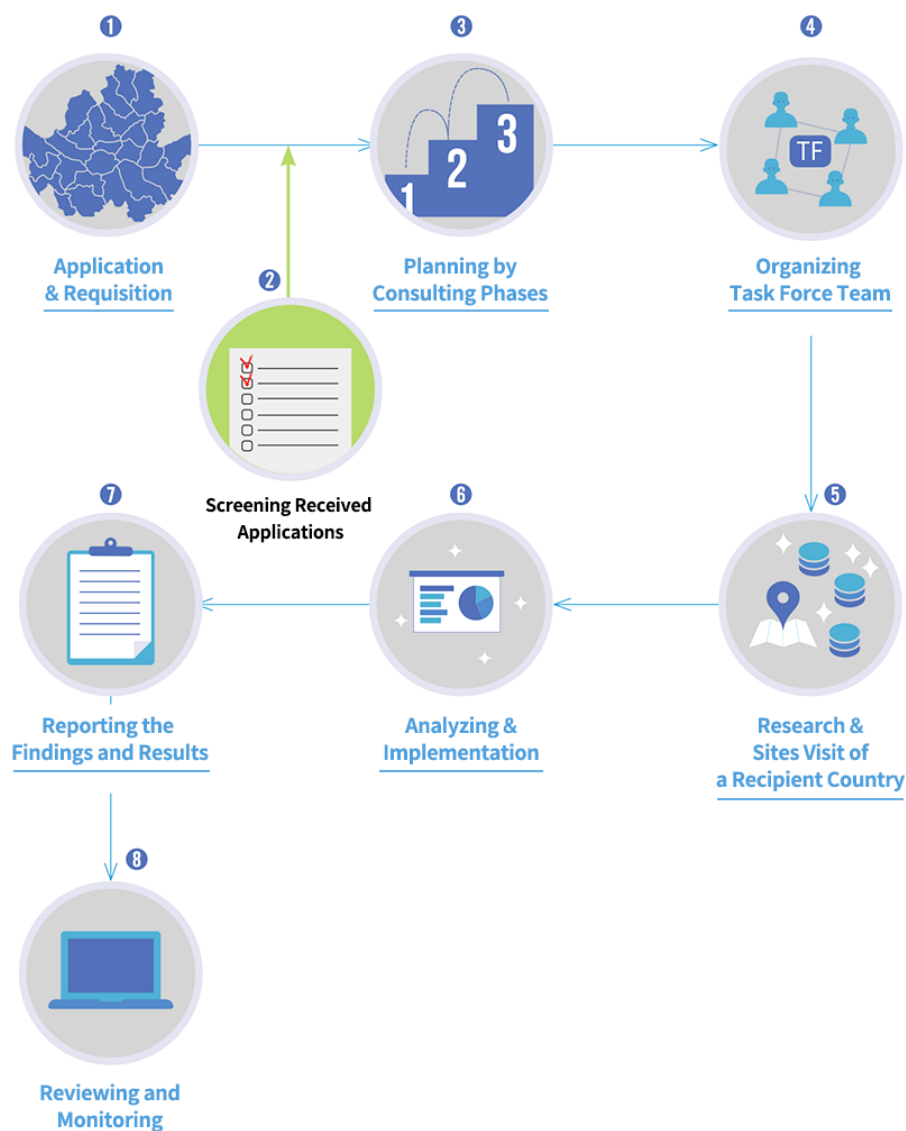 1
Application
& Requisition
2
Screening Received
Applications
3
1
2
3
Planning by
Consulting Phases
4
TF
Organizing
Task Force Team
5
Research &
Sites Visit of
a Recipient Country
6
Analyzing &
Implementation
7
Reporting the
Findings and Results
8
Reviewing and
Monitoring